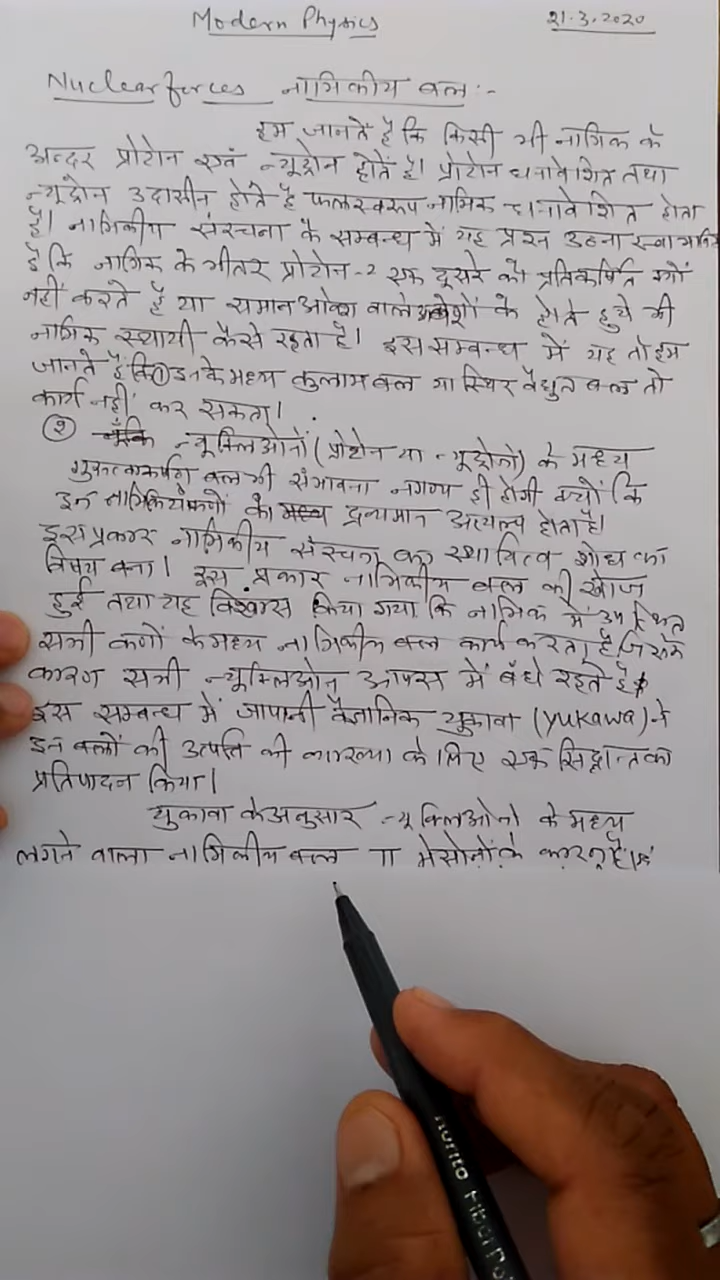 Modern Physics 21.3.2020
Nuclear forces नाभिकीय बल :-
हम जानते है कि किसी भी नाभिक के
अन्दर प्रोटोन एवं न्यूट्रोन होते है। प्रोटोन धनावेशित तथा
न्यूट्रोन उदासीन होते है फलस्वरूप नाभिक धनावेशित होता
है। नाभिकीय संरचना के सम्बन्ध में यह प्रश्न उठना स्वाभाविक
है कि नाभिक के भीतर प्रोटोन-2 एक दूसरे को प्रतिकर्षित क्यों
नहीं करते है या समान वाले के होते हुये भी
नाभिक स्थायी कैसे रहता है। इस सम्बन्ध में यह तो हम
जानते है कि ① इनके मध्य कुलाम बल या स्थिर वैधुत बल तो
कार्य नहीं कर सकता।
② चूँकि न्यूक्लिओनों (प्रोटोन या न्यूट्रोनो) के मध्य
गुरुत्वाकर्षण बल की संभावना नगण्य ही होगी क्यों कि
इन का द्रव्यमान अत्यल्प होता है।
इस प्रकार नाभिकीय संरचना का स्थायित्व शोध का
विषय बना। इस प्रकार नाभिकीय बल की खोज
हुई तथा यह विश्वास किया गया कि नाभिक में उपस्थित
सभी कणों के मध्य नाभिकीय बल कार्य करता है जिसके
कारण सभी न्यूक्लिओन आपस में बँधे रहते है
इस सम्बन्ध में जापानी वैज्ञानिक युकावा (Yukawa) ने
इन बलों की उत्पत्ति की व्याख्या के लिए एक सिद्धान्त का
प्रतिपादन किया।
युकावा के अनुसार न्यूक्लिओनो के मध्य
लगने वाला नाभिकीय बल π मेसोनों के कारण है।
Fiber